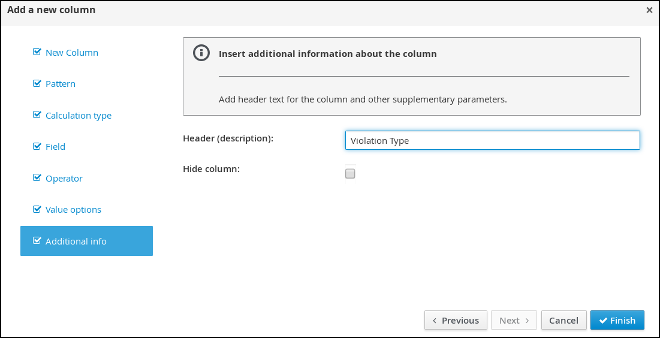 Add a new column
New Column
Pattern
Calculation type
Field
Operator
Value options
Additional info
Insert additional information about the column
Add header text for the column and other supplementary parameters.
Header (description):
Violation Type
Hide column:
Previous
Next
Cancel
Finish